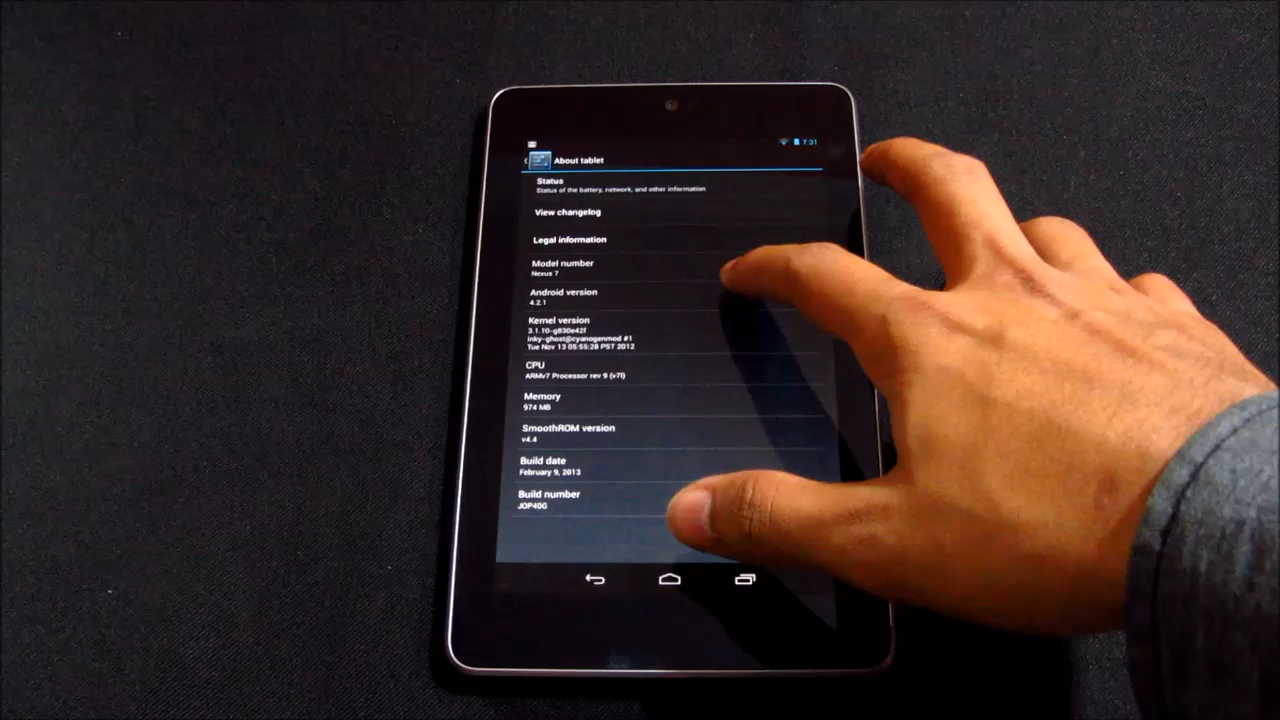 7:31
About tablet
Status
Status of the battery, network, and other information
View changelog
Legal information
Model number
Nexus 7
Android version
4.2.1
Kernel version
3.1.10-g830e42f
inky-ghost@cyanogenmod #1
Tue Nov 13 05:55:28 PST 2012
CPU
ARMv7 Processor rev 9 (v7l)
Memory
974 MB
SmoothROM version
v4.4
Build date
February 9, 2013
Build number
JOP40G